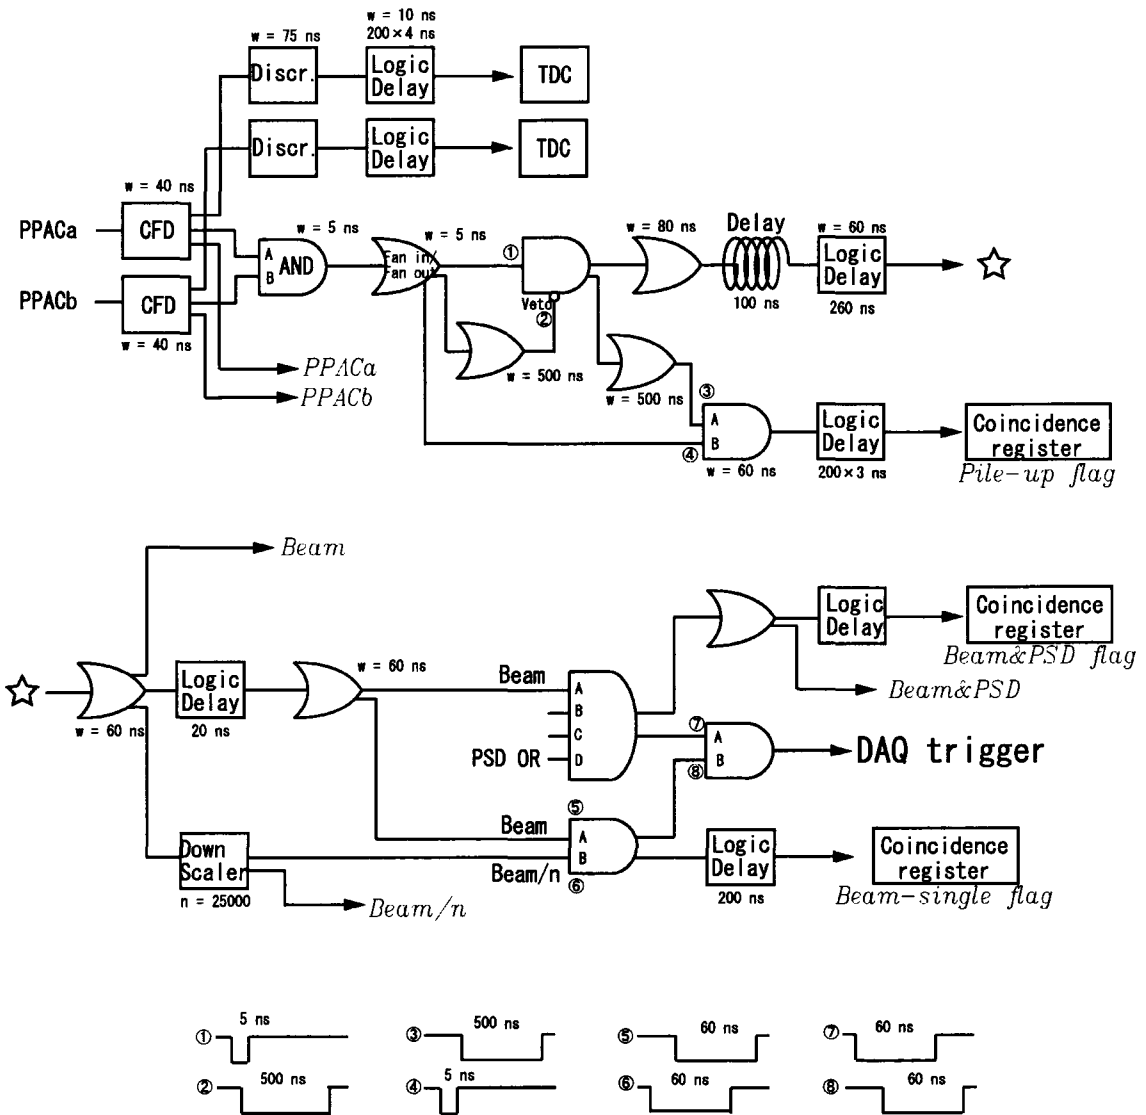 w = 10 ns
w = 75 ns
200×4 ns
Discr.
Logic
Delay
TDC
Discr.
Logic
Delay
TDC
w = 40 ns
PPACa
CFD
w = 5 ns
w = 5 ns
w = 80 ns
Delay
w = 60 ns
A
B
AND
Fan in/
Fan out
①
Logic
Delay
☆
PPACb
CFD
Veto
②
100 ns
260 ns
w = 40 ns
PPACa
PPACb
w = 500 ns
w = 500 ns
③
A
B
④
w = 60 ns
Logic
Delay
200×3 ns
Coincidence
register
Pile-up flag
Beam
Logic
Delay
Coincidence
register
Beam&PSD flag
Beam&PSD
☆
w = 60 ns
Logic
Delay
20 ns
w = 60 ns
Beam
A
B
C
D
PSD OR
⑦
A
B
⑧
DAQ trigger
⑤
Beam
A
B
Beam/n
⑥
Down
Scaler
n = 25000
Beam/n
Logic
Delay
200 ns
Coincidence
register
Beam-single flag
① 5 ns
② 500 ns
③ 500 ns
④ 5 ns
⑤ 60 ns
⑥ 60 ns
⑦ 60 ns
⑧ 60 ns